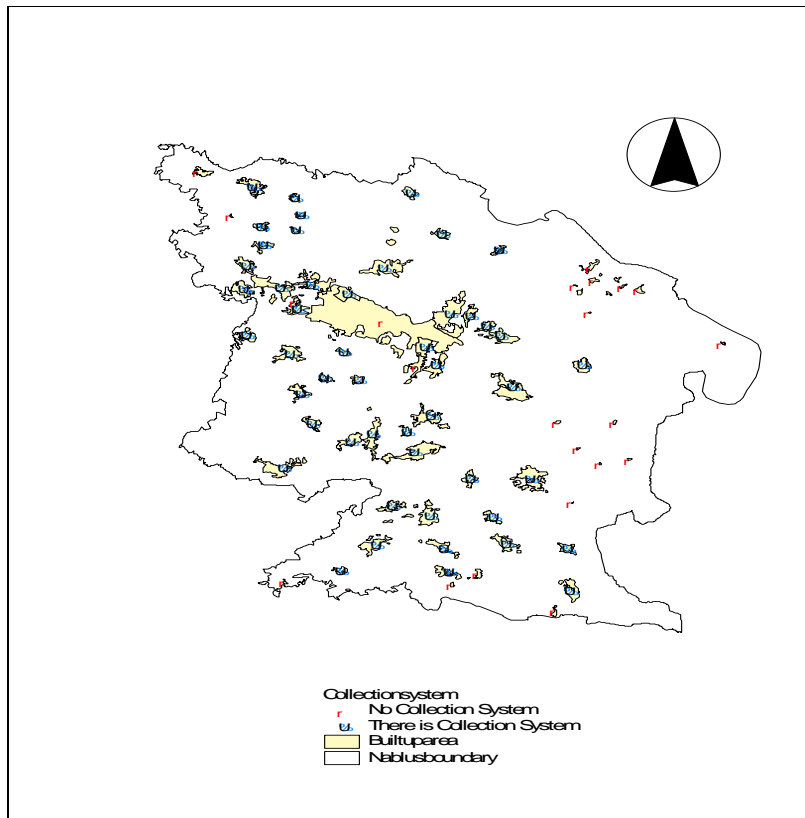 Collectionsystem
r No Collection System
There is Collection System
Builtuparea
Nablusboundary